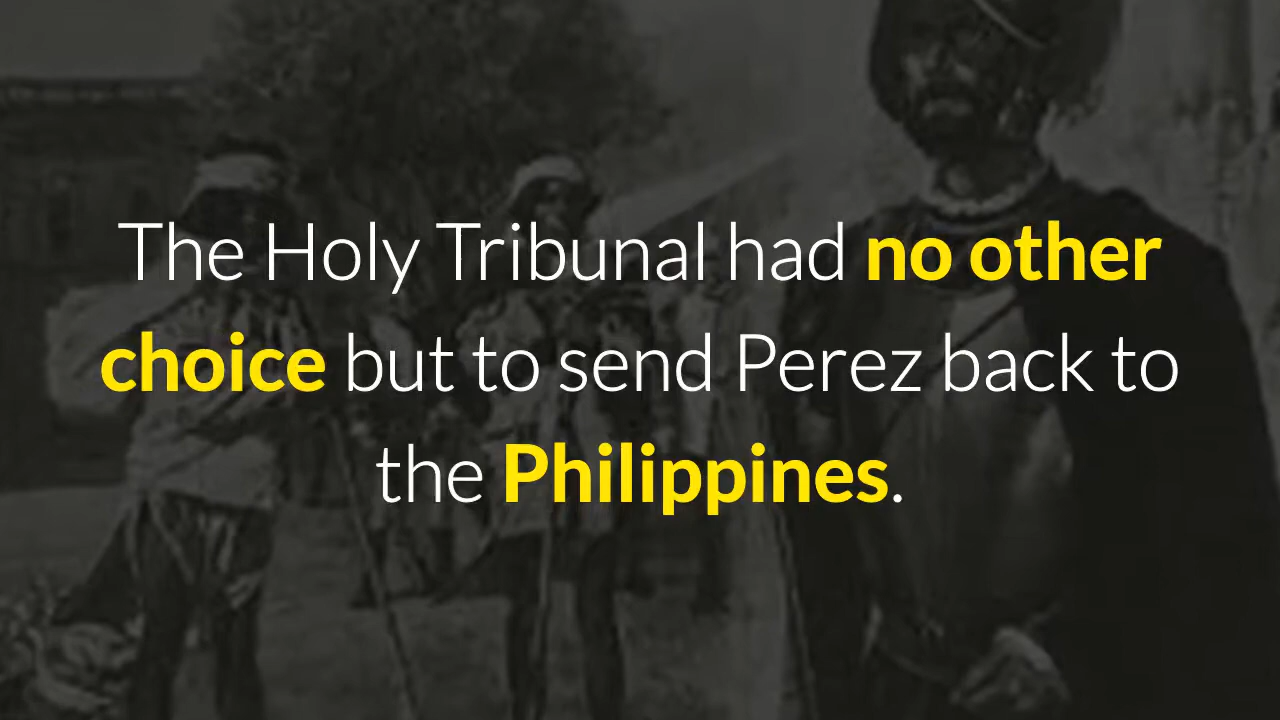 The Holy Tribunal had no other
choice but to send Perez back to
the Philippines.